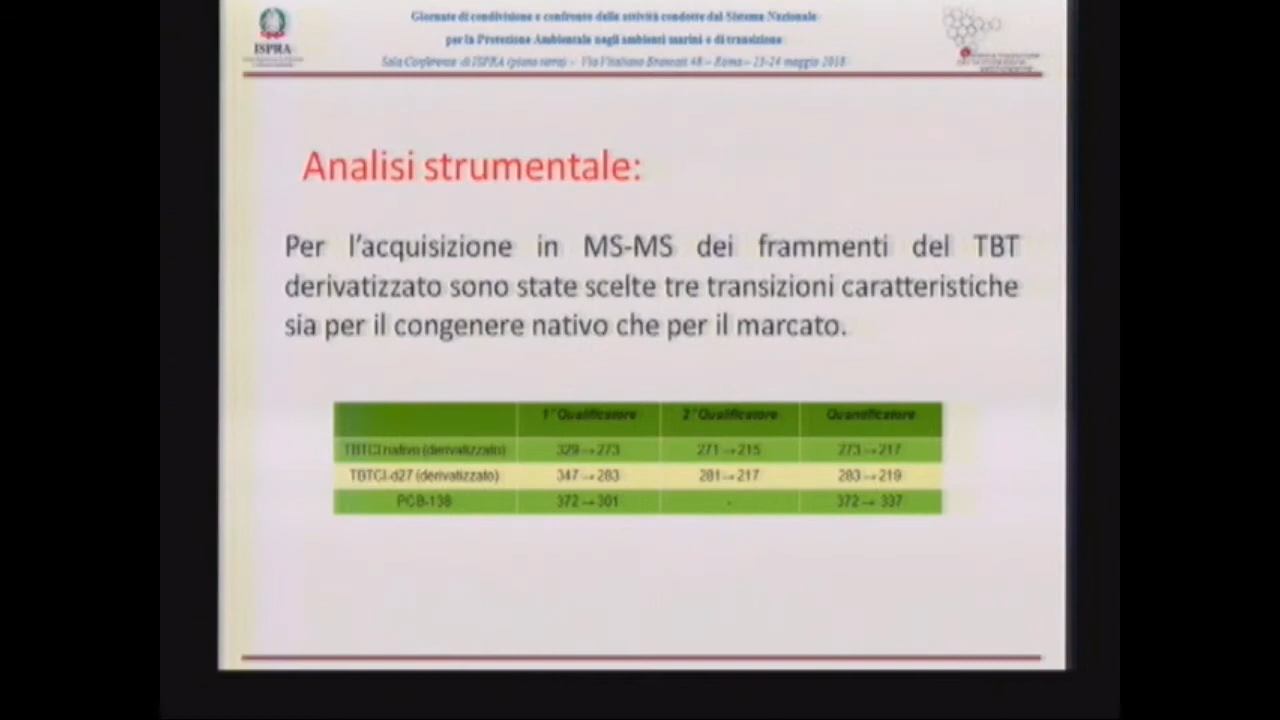 Giornate di condivisione e confronto delle attività condotte dal Sistema Nazionale
per la Protezione Ambientale negli ambienti marini e di transizione
ISPRA
Sala Conferenze di ISPRA (piano terra) - Via Vitaliano Brancati 48 - Roma - 23-24 maggio 2018
Analisi strumentale:
Per l'acquisizione in MS-MS dei frammenti del TBT
derivatizzato sono state scelte tre transizioni caratteristiche
sia per il congenere nativo che per il marcato.
1°Qualificatore 2°Qualificatore Quantificatore
TBTCl nativo (derivatizzato) 329→273 271→215 273→217
TBTCl-d27 (derivatizzato) 347→283 281→217 283→219
PCB-138 372→301 - 372→337